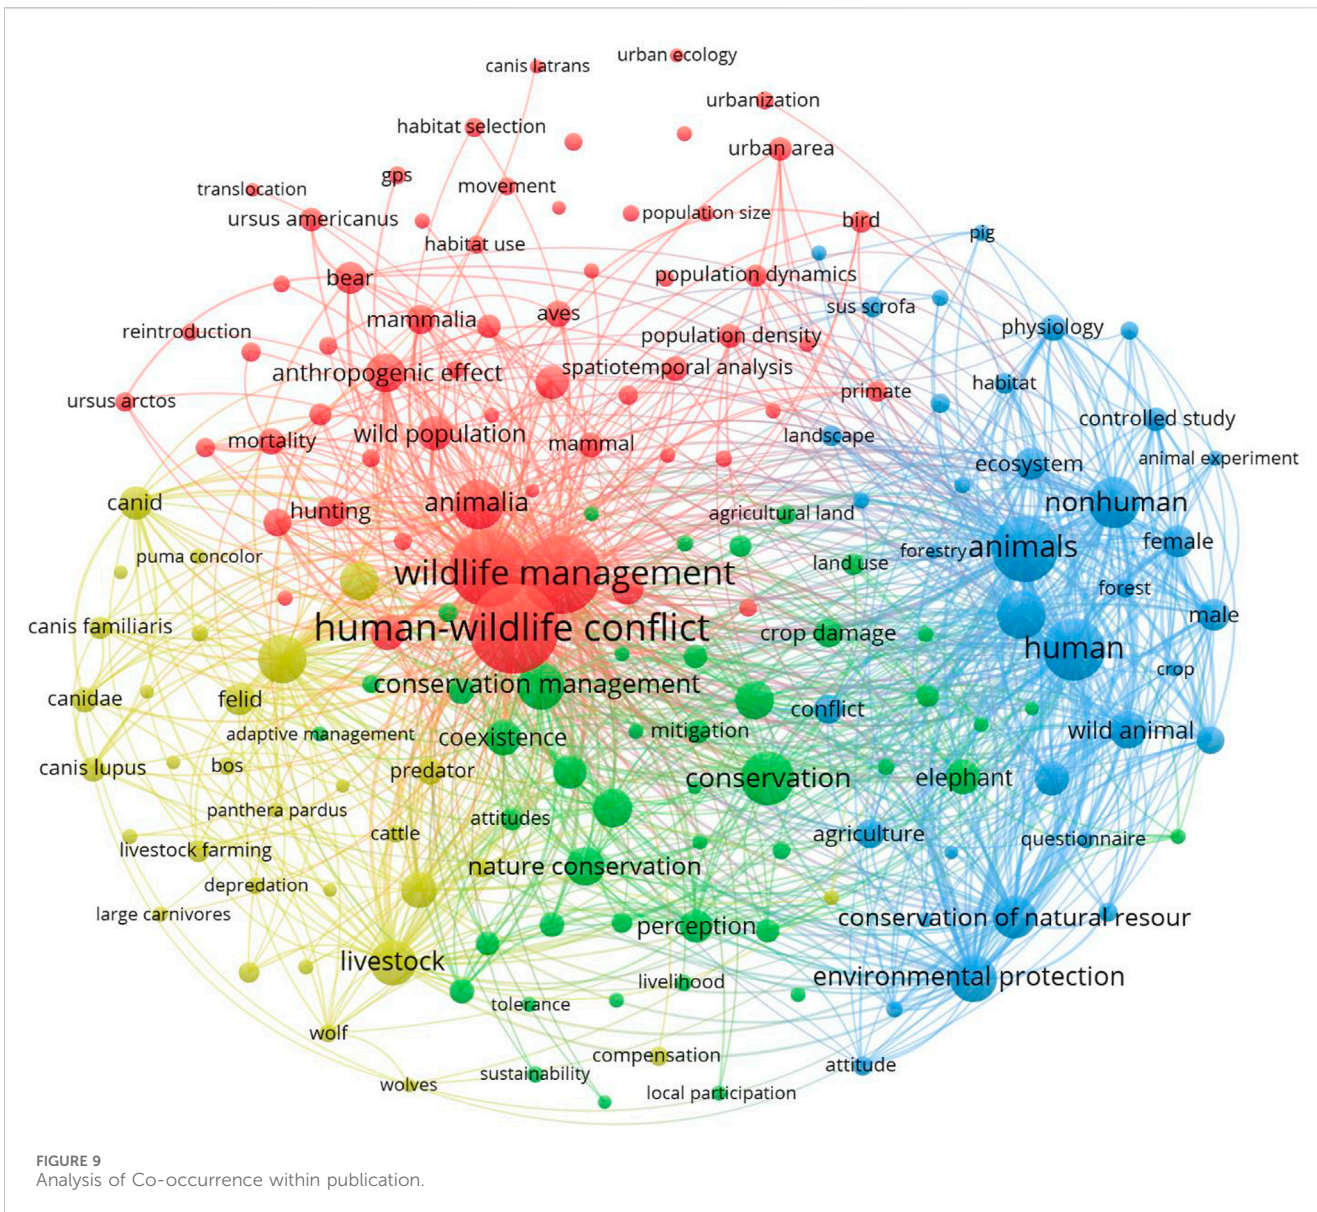 urban ecology
canis latrans
urbanization
habitat selection
urban area
gps
movement
translocation
population size
ursus americanus
bird
pig
habitat use
bear
population dynamics
sus scrofa
aves
mammalia
physiology
reintroduction
population density
spatiotemporal analysis
anthropogenic effect
habitat
primate
ursus arctos
controlled study
wild population
landscape
mortality
mammal
animal experiment
ecosystem
canid
animalia
nonhuman
hunting
agricultural land
female
animals
forestry
puma concolor
land use
wildlife management
forest
male
canis familiaris
human-wildlife conflict
crop damage
human
crop
conservation management
canidae
felid
conflict
mitigation
wild animal
adaptive management
coexistence
bos
canis lupus
predator
conservation
elephant
panthera pardus
attitudes
cattle
agriculture
questionnaire
livestock farming
nature conservation
depredation
large carnivores
conservation of natural resour
perception
livestock
environmental protection
livelihood
tolerance
wolf
compensation
attitude
sustainability
wolves
local participation
FIGURE 9
Analysis of Co-occurrence within publication.